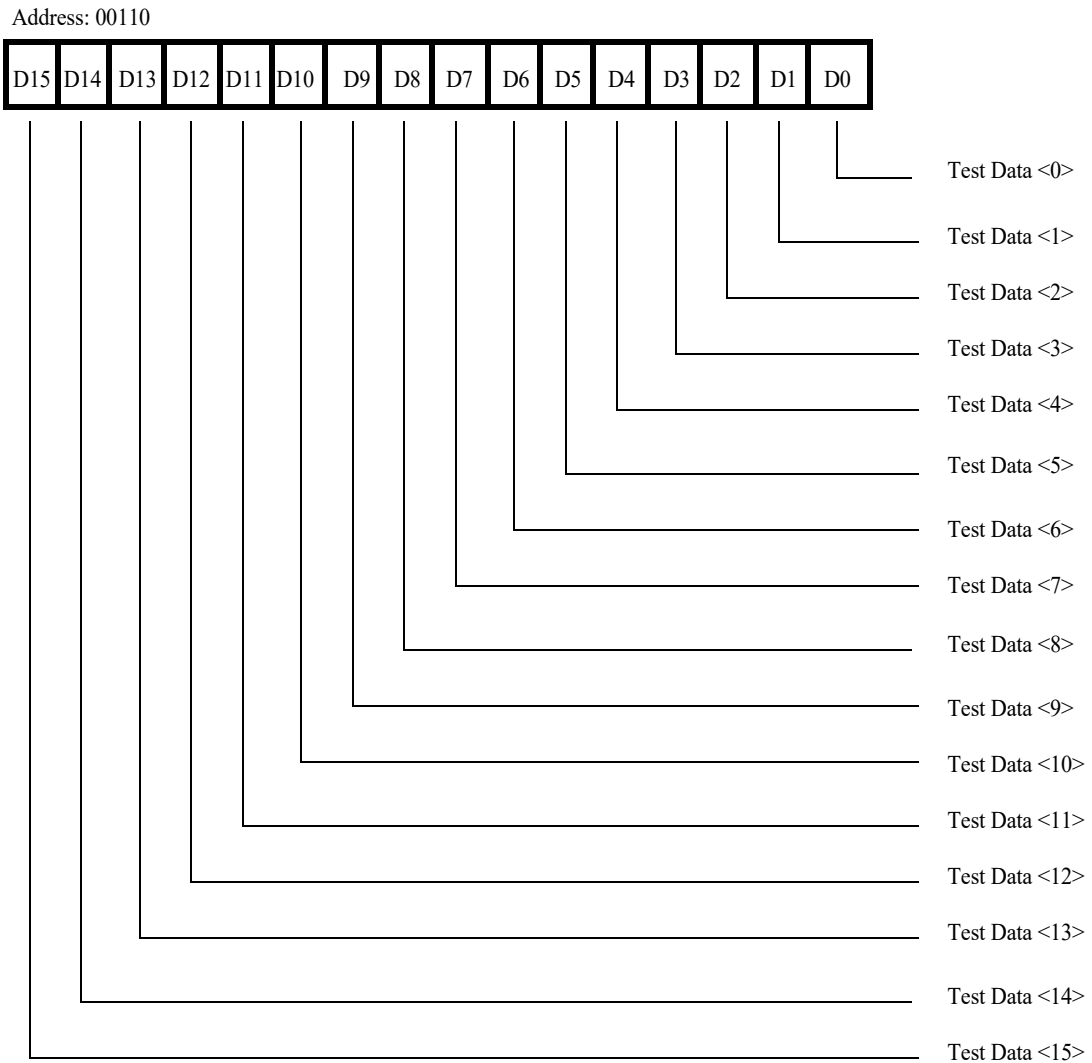 Address: 00110
D15 D14 D13 D12 D11 D10 D9 D8 D7 D6 D5 D4 D3 D2 D1 D0
Test Data <0>
Test Data <1>
Test Data <2>
Test Data <3>
Test Data <4>
Test Data <5>
Test Data <6>
Test Data <7>
Test Data <8>
Test Data <9>
Test Data <10>
Test Data <11>
Test Data <12>
Test Data <13>
Test Data <14>
Test Data <15>